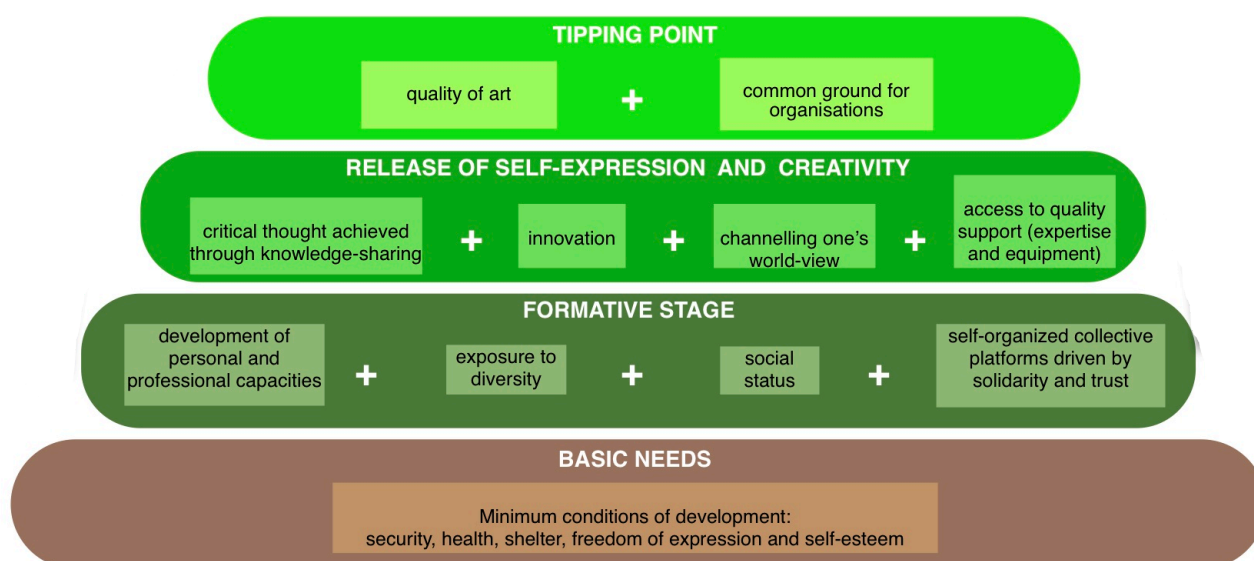 TIPPING POINT
quality of art
+
common ground for
organisations
RELEASE OF SELF-EXPRESSION AND CREATIVITY
critical thought achieved
through knowledge-sharing
+
innovation
+
channelling one's
world-view
+
access to quality
support (expertise
and equipment)
FORMATIVE STAGE
development of
personal and
professional capacities
+
exposure to
diversity
+
social
status
+
self-organized collective
platforms driven by
solidarity and trust
BASIC NEEDS
Minimum conditions of development:
security, health, shelter, freedom of expression and self-esteem